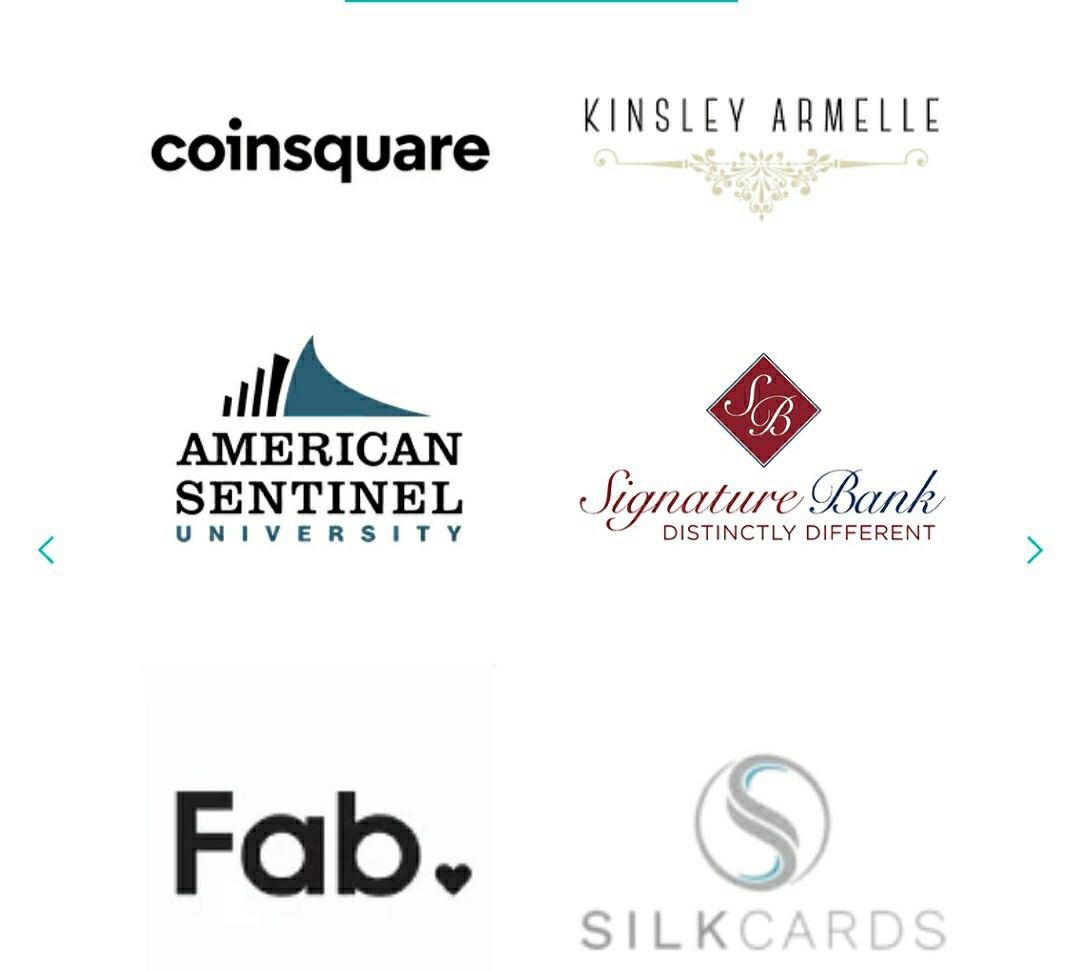 coinsquare
KINSLEY ARMELLE
AMERICAN
SENTINEL
UNIVERSITY
SB
Signature Bank
DISTINCTLY DIFFERENT
Fab.
S
SILKCARDS